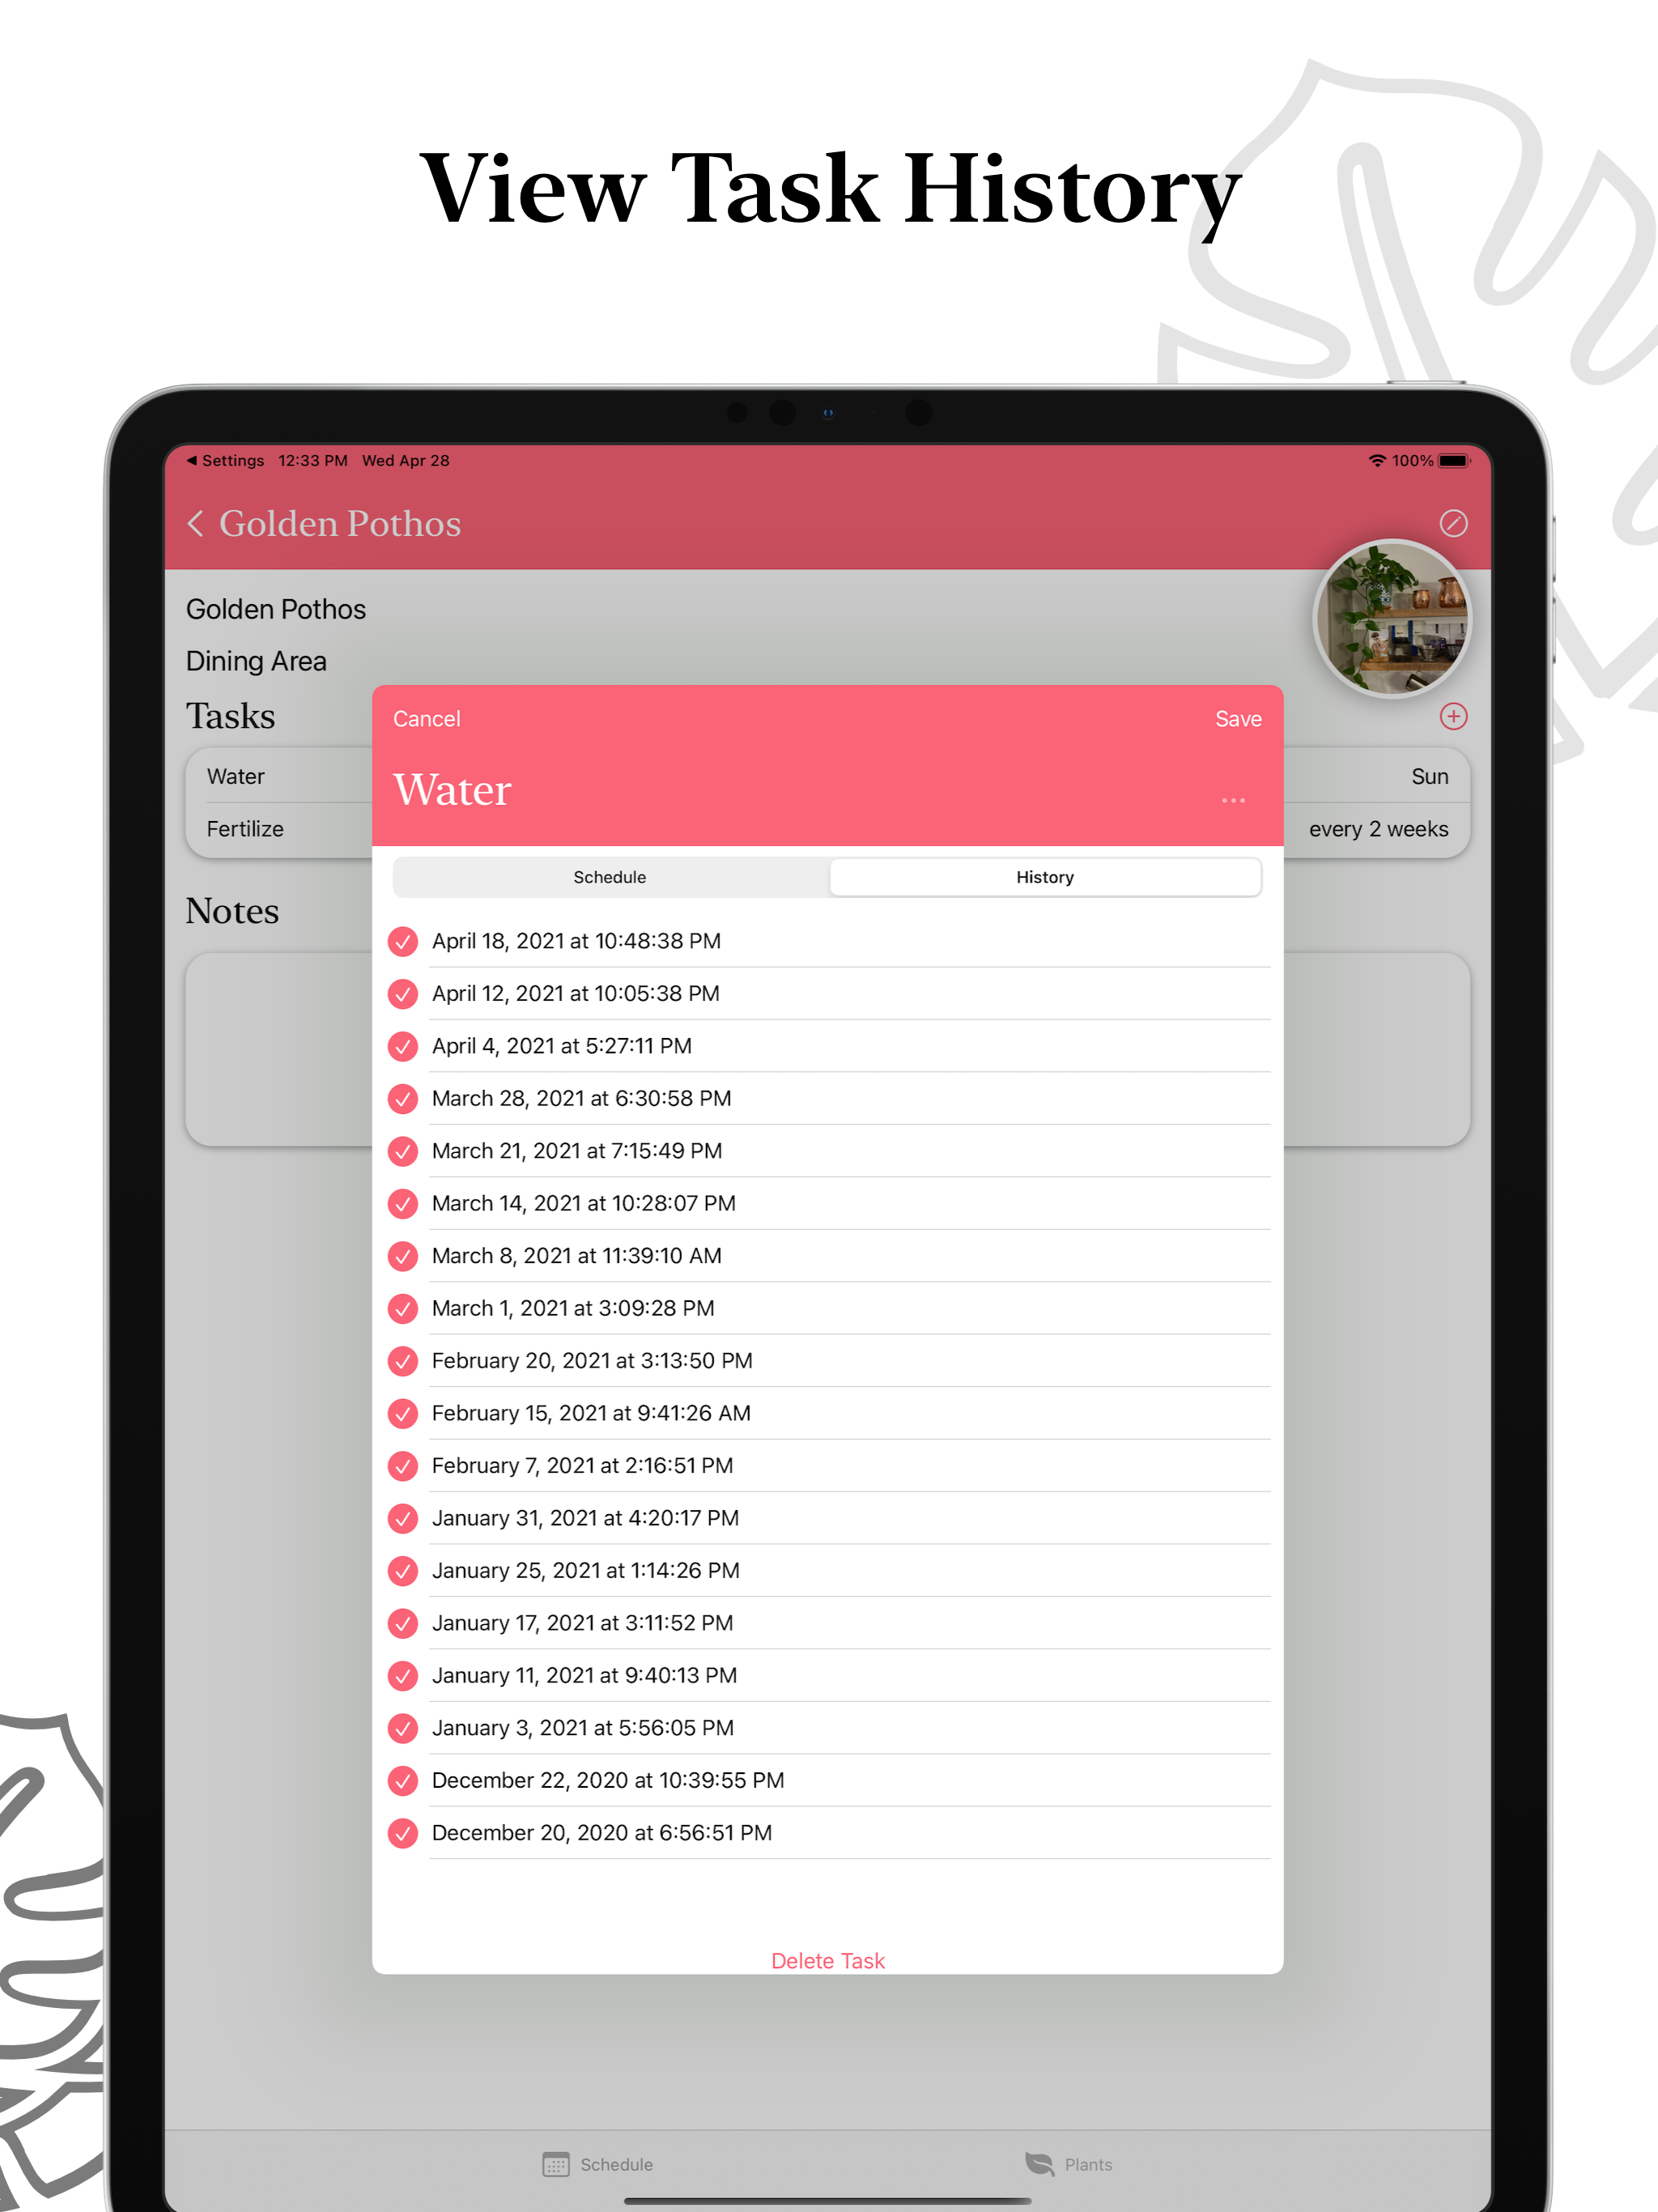 View Task History
Settings 12:33 PM Wed Apr 28
100%
Golden Pothos
Golden Pothos
Dining Area
Tasks
Water
Sun
Fertilize
every 2 weeks
Notes
Cancel
Save
Water
Schedule
History
April 18, 2021 at 10:48:38 PM
April 12, 2021 at 10:05:38 PM
April 4, 2021 at 5:27:11 PM
March 28, 2021 at 6:30:58 PM
March 21, 2021 at 7:15:49 PM
March 14, 2021 at 10:28:07 PM
March 8, 2021 at 11:39:10 AM
March 1, 2021 at 3:09:28 PM
February 20, 2021 at 3:13:50 PM
February 15, 2021 at 9:41:26 AM
February 7, 2021 at 2:16:51 PM
January 31, 2021 at 4:20:17 PM
January 25, 2021 at 1:14:26 PM
January 17, 2021 at 3:11:52 PM
January 11, 2021 at 9:40:13 PM
January 3, 2021 at 5:56:05 PM
December 22, 2020 at 10:39:55 PM
December 20, 2020 at 6:56:51 PM
Delete Task
Schedule
Plants